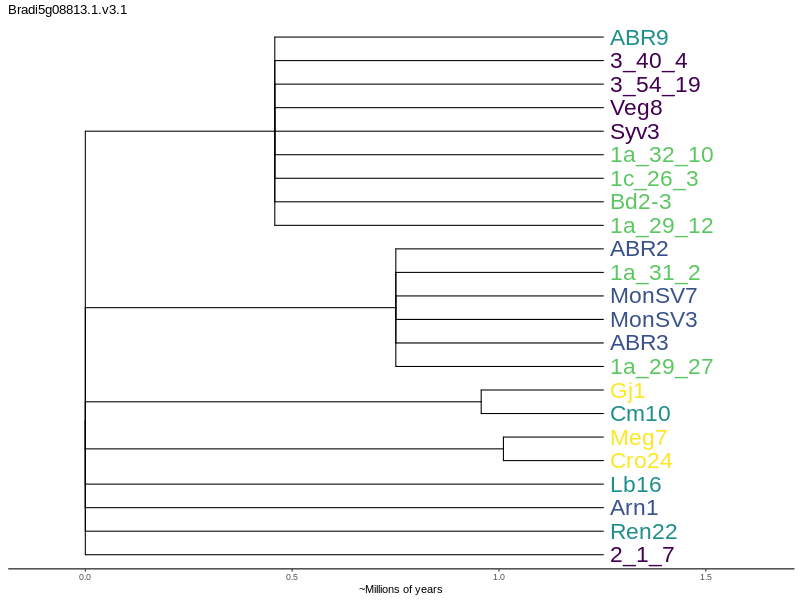 Bradi5g08813.1.v3.1
ABR9
3_40_4
3_54_19
Veg8
Syv3
1a_32_10
1c_26_3
Bd2-3
1a_29_12
ABR2
1a_31_2
MonSV7
MonSV3
ABR3
1a_29_27
Gj1
Cm10
Meg7
Cro24
Lb16
Arn1
Ren22
2_1_7
0.0 0.5 1.0 1.5
~Millions of years